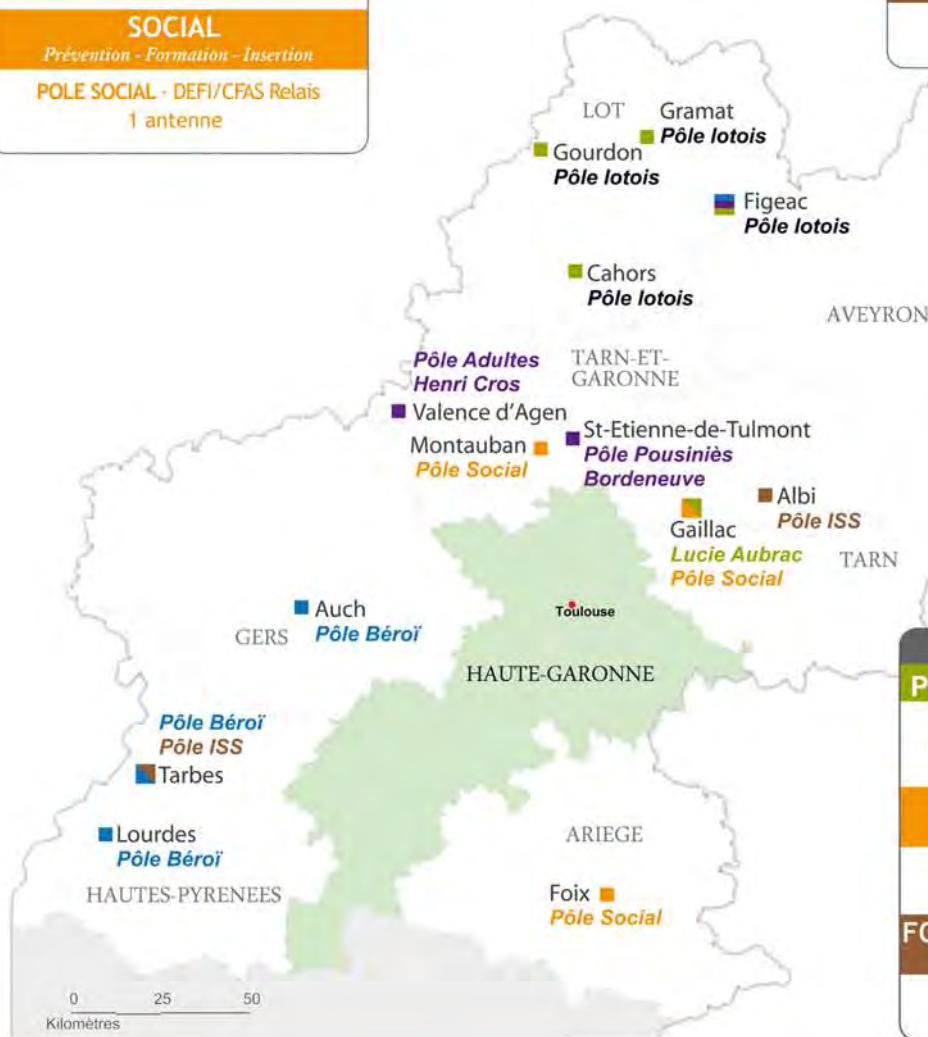 SOCIAL
Prévention - Formation - Insertion
POLE SOCIAL · DEFI/CFAS Relais
1 antenne
LOT
Gramat
Pôle lotois
Gourdon
Pôle lotois
Figeac
Pôle lotois
Cahors
Pôle lotois
AVEYRON
Pôle Adultes
Henri Cros
Valence d'Agen
TARN-ET-
GARONNE
Montauban
Pôle Social
St-Etienne-de-Tulmont
Pôle Pousiniès
Bordeneuve
Albi
Pôle ISS
Gaillac
Lucie Aubrac
Pôle Social
TARN
Toulouse
Auch
Pôle Béroï
GERS
HAUTE-GARONNE
Pôle Béroï
Pôle ISS
Tarbes
Lourdes
Pôle Béroï
HAUTES-PYRENEES
ARIEGE
Foix
Pôle Social
P
FO
0 25 50
Kilomètres